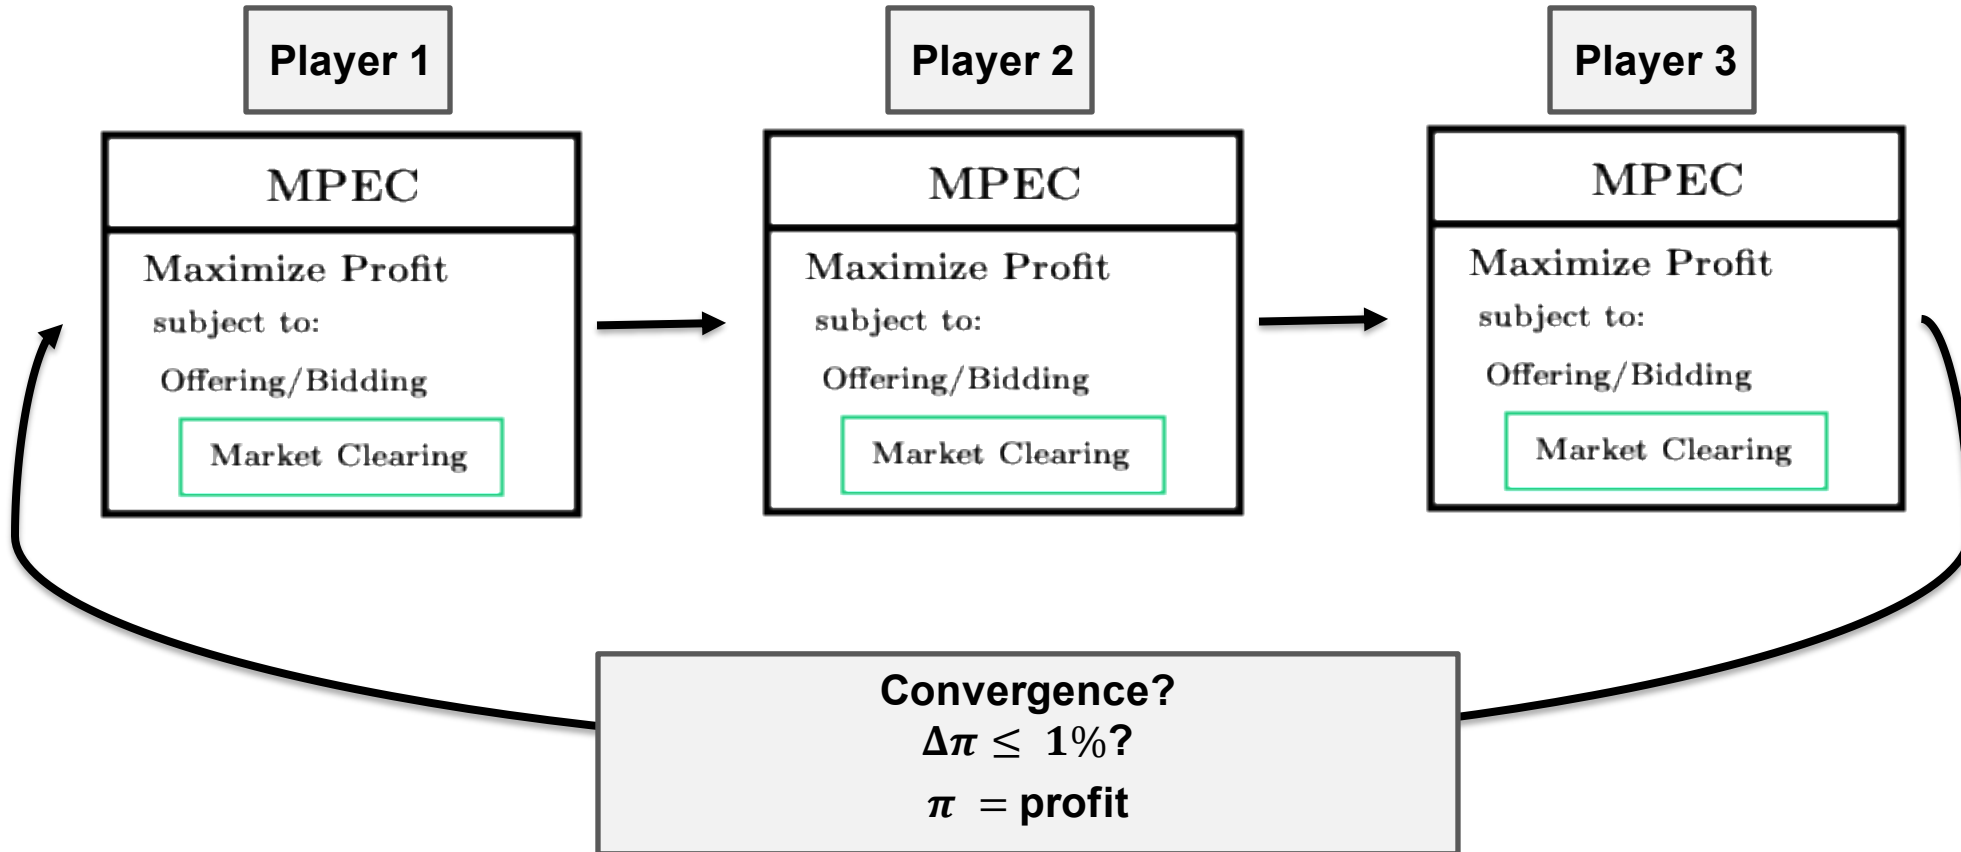 Player 1
MPEC
Maximize Profit
subject to:
Offering/Bidding
Market Clearing
Player 2
MPEC
Maximize Profit
subject to:
Offering/Bidding
Market Clearing
Player 3
MPEC
Maximize Profit
subject to:
Offering/Bidding
Market Clearing
Convergence?
Δ𝝅 ≤ 1%?
𝝅 = profit